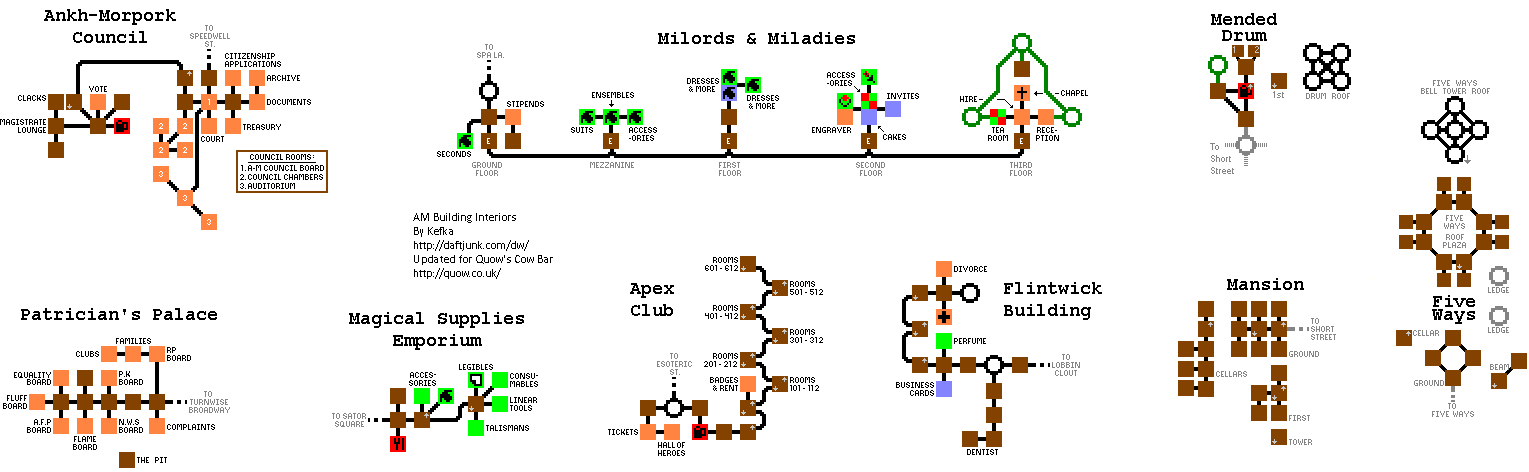 Ankh-Morpork
Council
TO
SPEEDWELL
ST.
CITIZENSHIP
APPLICATIONS
ARCHIVE
CLACKS
VOTE
1
DOCUMENTS
MAGISTRATE
LOUNGE
2
2
COURT
TREASURY
2
2
3
3
3
COUNCIL ROOMS:
1.A-M COUNCIL BOARD
2.COUNCIL CHAMBERS
3.AUDITORIUM
Milords & Miladies
TO
SPA LA.
STIPENDS
E
SECONDS
GROUND
FLOOR
ENSEMBLES
SUITS
ACCESS
-ORIES
E
MEZZANINE
DRESSES
& MORE
DRESSES
& MORE
E
FIRST
FLOOR
ACCESS
-ORIES
INVITES
ENGRAVER
CAKES
E
SECOND
FLOOR
CHAPEL
HIRE
TEA
ROOM
RECE-
PTION
E
THIRD
FLOOR
Mended
Drum
1
2
1st
DRUM ROOF
To
Short
Street
FIVE WAYS
BELL TOWER ROOF
FIVE
WAYS
ROOF
PLAZA
LEDGE
LEDGE
Five
Ways
CELLAR
BEAM
GROUND
TO
FIVE WAYS
AM Building Interiors
By Kefka
http://daftjunk.com/dw/
Updated for Quow's Cow Bar
http://quow.co.uk/
Patrician's Palace
FAMILIES
CLUBS
RP
BOARD
EQUALITY
BOARD
P.K
BOARD
FLUFF
BOARD
TO
TURNWISE
BROADWAY
A.F.P
BOARD
FLAME
BOARD
N.W.S
BOARD
COMPLAINTS
THE PIT
Magical Supplies
Emporium
ACCES-
SORIES
LEGIBLES
CONSU-
MABLES
LINEAR
TOOLS
TALISMANS
TO SATOR
SQUARE
Apex
Club
ROOMS
601-612
ROOMS
501-512
ROOMS
401-412
ROOMS
301-312
ROOMS
201-212
ROOMS
101-112
BADGES
& RENT
TO
ESOTERIC
ST.
TICKETS
HALL OF
HEROES
Flintwick
Building
DIVORCE
PERFUME
BUSINESS
CARDS
TO
LOBBIN
CLOUT
DENTIST
Mansion
TO
SHORT
STREET
GROUND
CELLARS
FIRST
TOWER